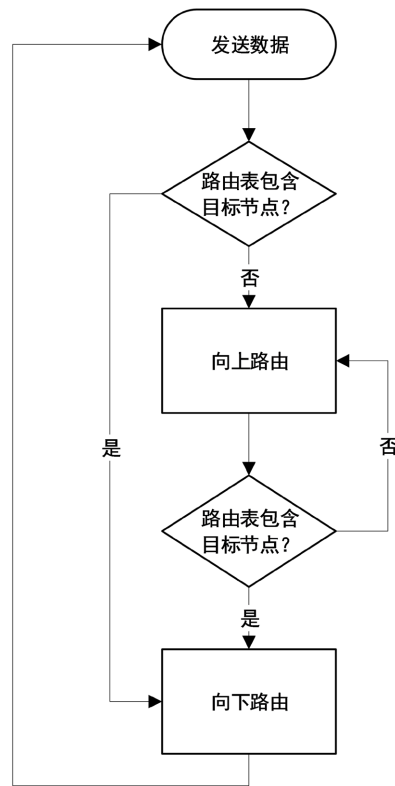 发送数据
路由表包含
目标节点?
否
向上路由
是
否
路由表包含
目标节点?
是
向下路由